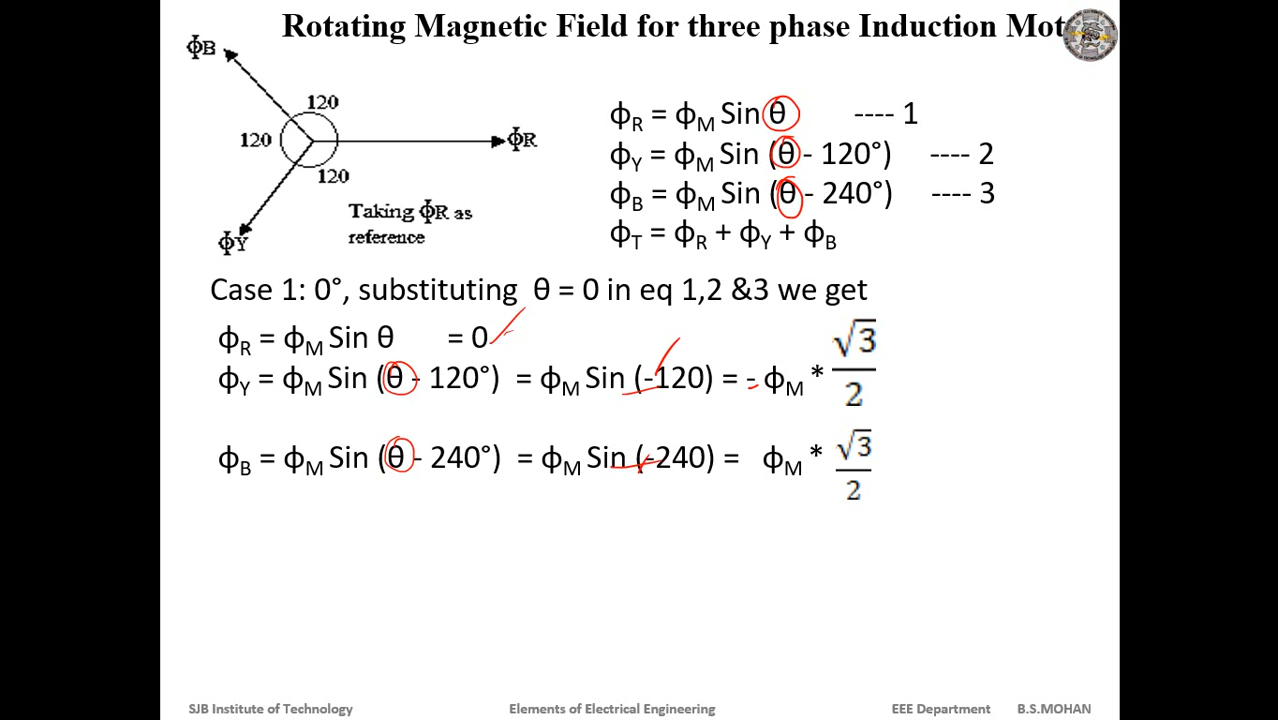 Rotating Magnetic Field for three phase Induction Mot
ϕB
120
120
ϕR
120
Taking ϕR as
reference
ϕY
ϕR = ϕM Sin θ ---- 1
ϕY = ϕM Sin (θ - 120°) ---- 2
ϕB = ϕM Sin (θ - 240°) ---- 3
ϕT = ϕR + ϕY + ϕB
Case 1: 0°, substituting θ = 0 in eq 1,2 &3 we get
ϕR = ϕM Sin θ = 0
ϕY = ϕM Sin (θ - 120°) = ϕM Sin (-120) = - ϕM * √3/2
ϕB = ϕM Sin (θ - 240°) = ϕM Sin (-240) = ϕM * √3/2
SJB Institute of Technology Elements of Electrical Engineering EEE Department B.S.MOHAN